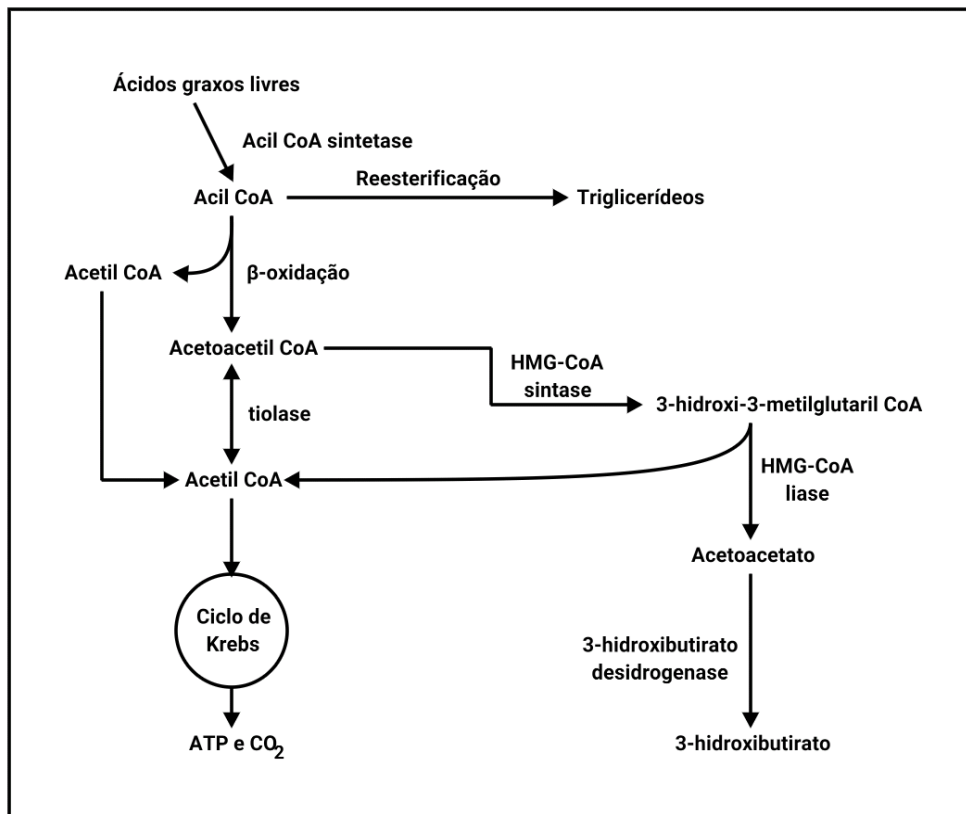 Ácidos graxos livres
Acil CoA sintetase
Reesterificação
Acil CoA
Triglicerídeos
Acetil CoA
β-oxidação
Acetoacetil CoA
HMG-CoA
sintase
3-hidroxi-3-metilglutaril CoA
tiolase
Acetil CoA
HMG-CoA
liase
Acetoacetato
Ciclo de
Krebs
3-hidroxibutirato
desidrogenase
ATP e CO₂
3-hidroxibutirato